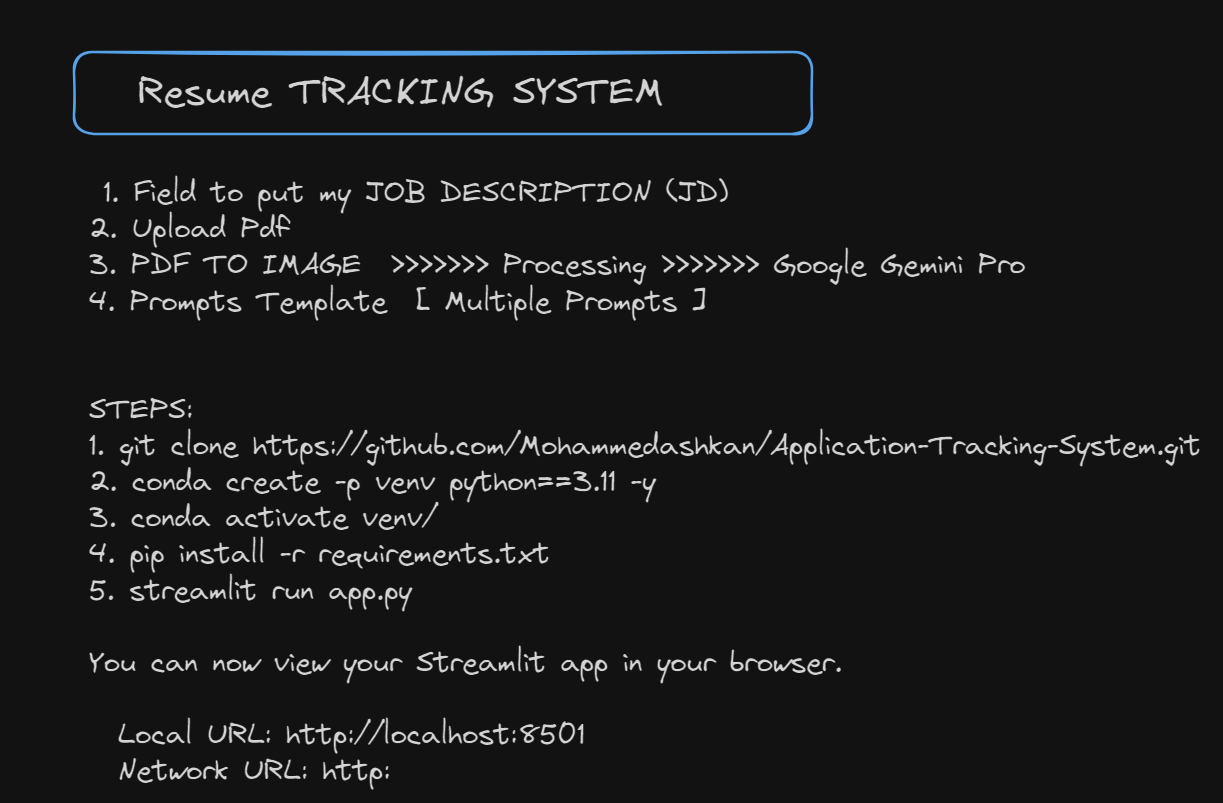 Resume TRACKING SYSTEM
1. Field to put my JOB DESCRIPTION (JD)
2. Upload Pdf
3. PDF TO IMAGE >>>>>>> Processing >>>>>>> Google Gemini Pro
4. Prompts Template [ Multiple Prompts ]
STEPS:
1. git clone https://github.com/Mohammedashkan/Application-Tracking-System.git
2. conda create -p venv python==3.11 -y
3. conda activate venv/
4. pip install -r requirements.txt
5. streamlit run app.py
You can now view your Streamlit app in your browser.
Local URL: http://localhost:8501
Network URL: http: